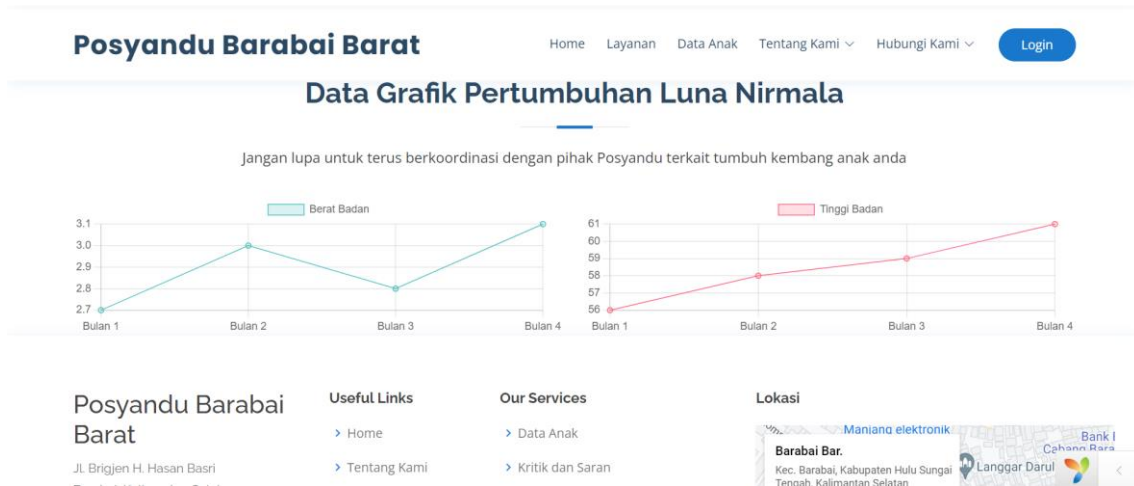 Posyandu Barabai Barat
Home Layanan Data Anak Tentang Kami Hubungi Kami Login
Data Grafik Pertumbuhan Luna Nirmala
Jangan lupa untuk terus berkoordinasi dengan pihak Posyandu terkait tumbuh kembang anak anda
Berat Badan
3.1
3.0
2.9
2.8
2.7
Bulan 1 Bulan 2 Bulan 3 Bulan 4
Tinggi Badan
61
60
59
58
57
56
Bulan 1 Bulan 2 Bulan 3 Bulan 4
Posyandu Barabai
Barat
Jl. Brigjen H. Hasan Basri
Useful Links
Home
Tentang Kami
Our Services
Data Anak
Kritik dan Saran
Lokasi
Manjang elektronik
Barabai Bar.
Kec. Barabai, Kabupaten Hulu Sungai
Tengah, Kalimantan Selatan
Langgar Darul
Bank
Cabang Bara